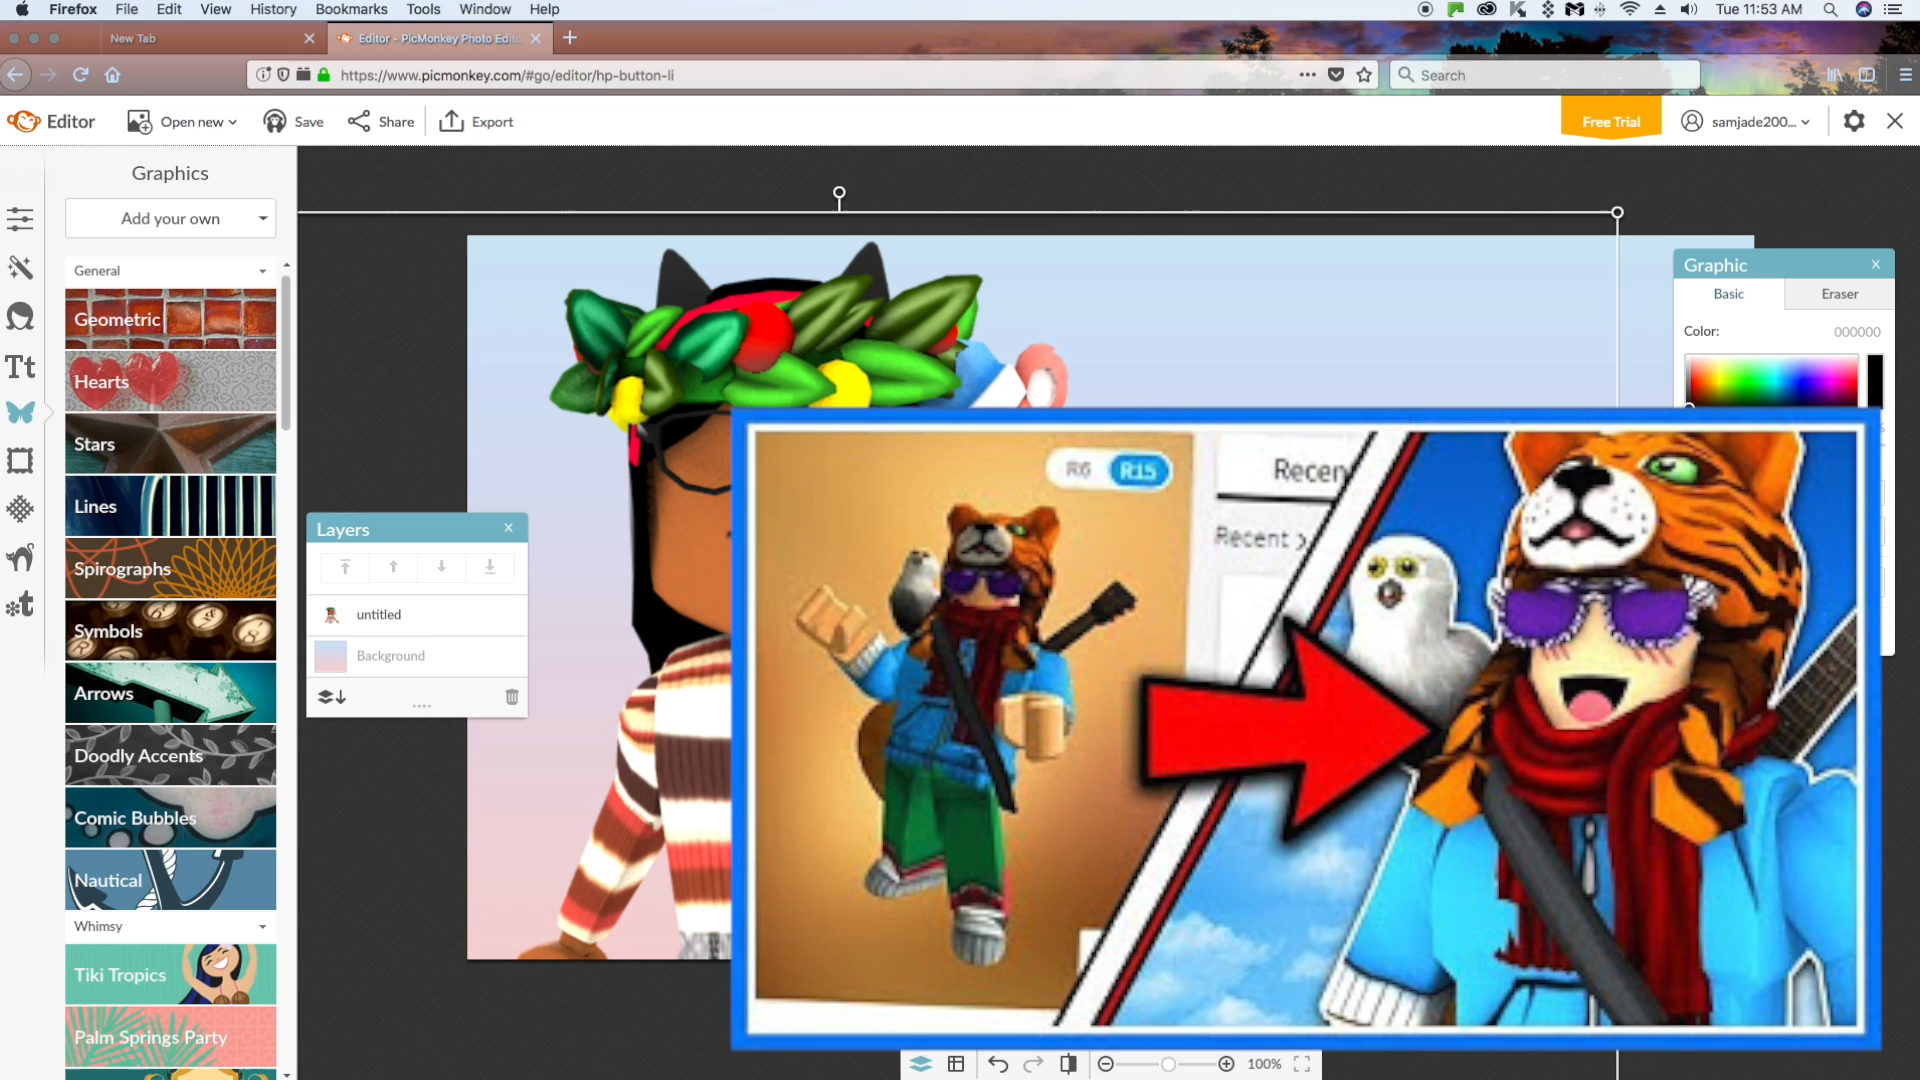 Firefox File Edit View History Bookmarks Tools Window Help
Tue 11:53 AM
New Tab
Editor - PicMonkey Photo Edito
https://www.picmonkey.com/#go/editor/hp-button-li
Search
Editor
Open new
Save
Share
Export
Free Trial
samjade200...
Graphics
Add your own
General
Geometric
Hearts
Stars
Lines
Spirographs
Symbols
Arrows
Doodly Accents
Comic Bubbles
Nautical
Whimsy
Tiki Tropics
Palm Springs Party
Tt
t
Layers
untitled
Background
Graphic
Basic
Eraser
Color:
000000
R6
R15
Recen
Recent >
100%